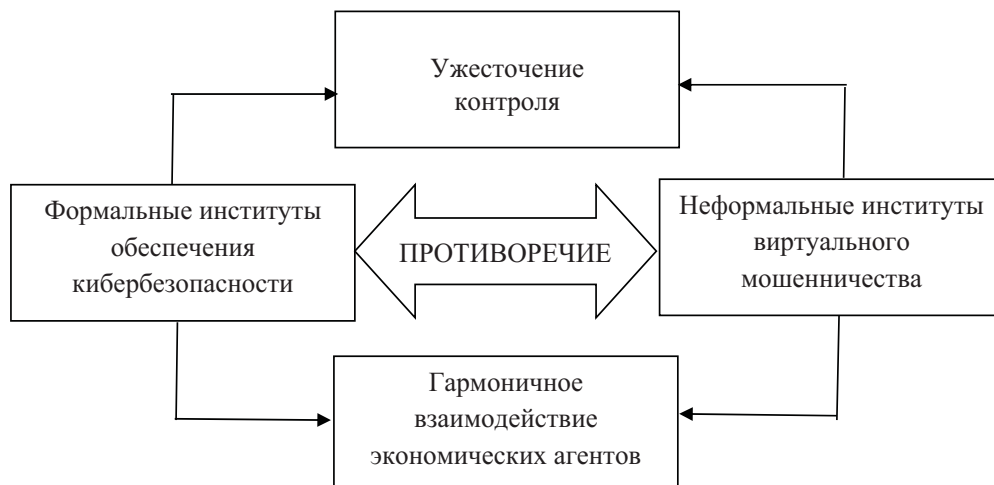 Ужесточение
контроля
Формальные институты
обеспечения
кибербезопасности
ПРОТИВОРЕЧИЕ
Неформальные институты
виртуального
мошенничества
Гармоничное
взаимодействие
экономических агентов